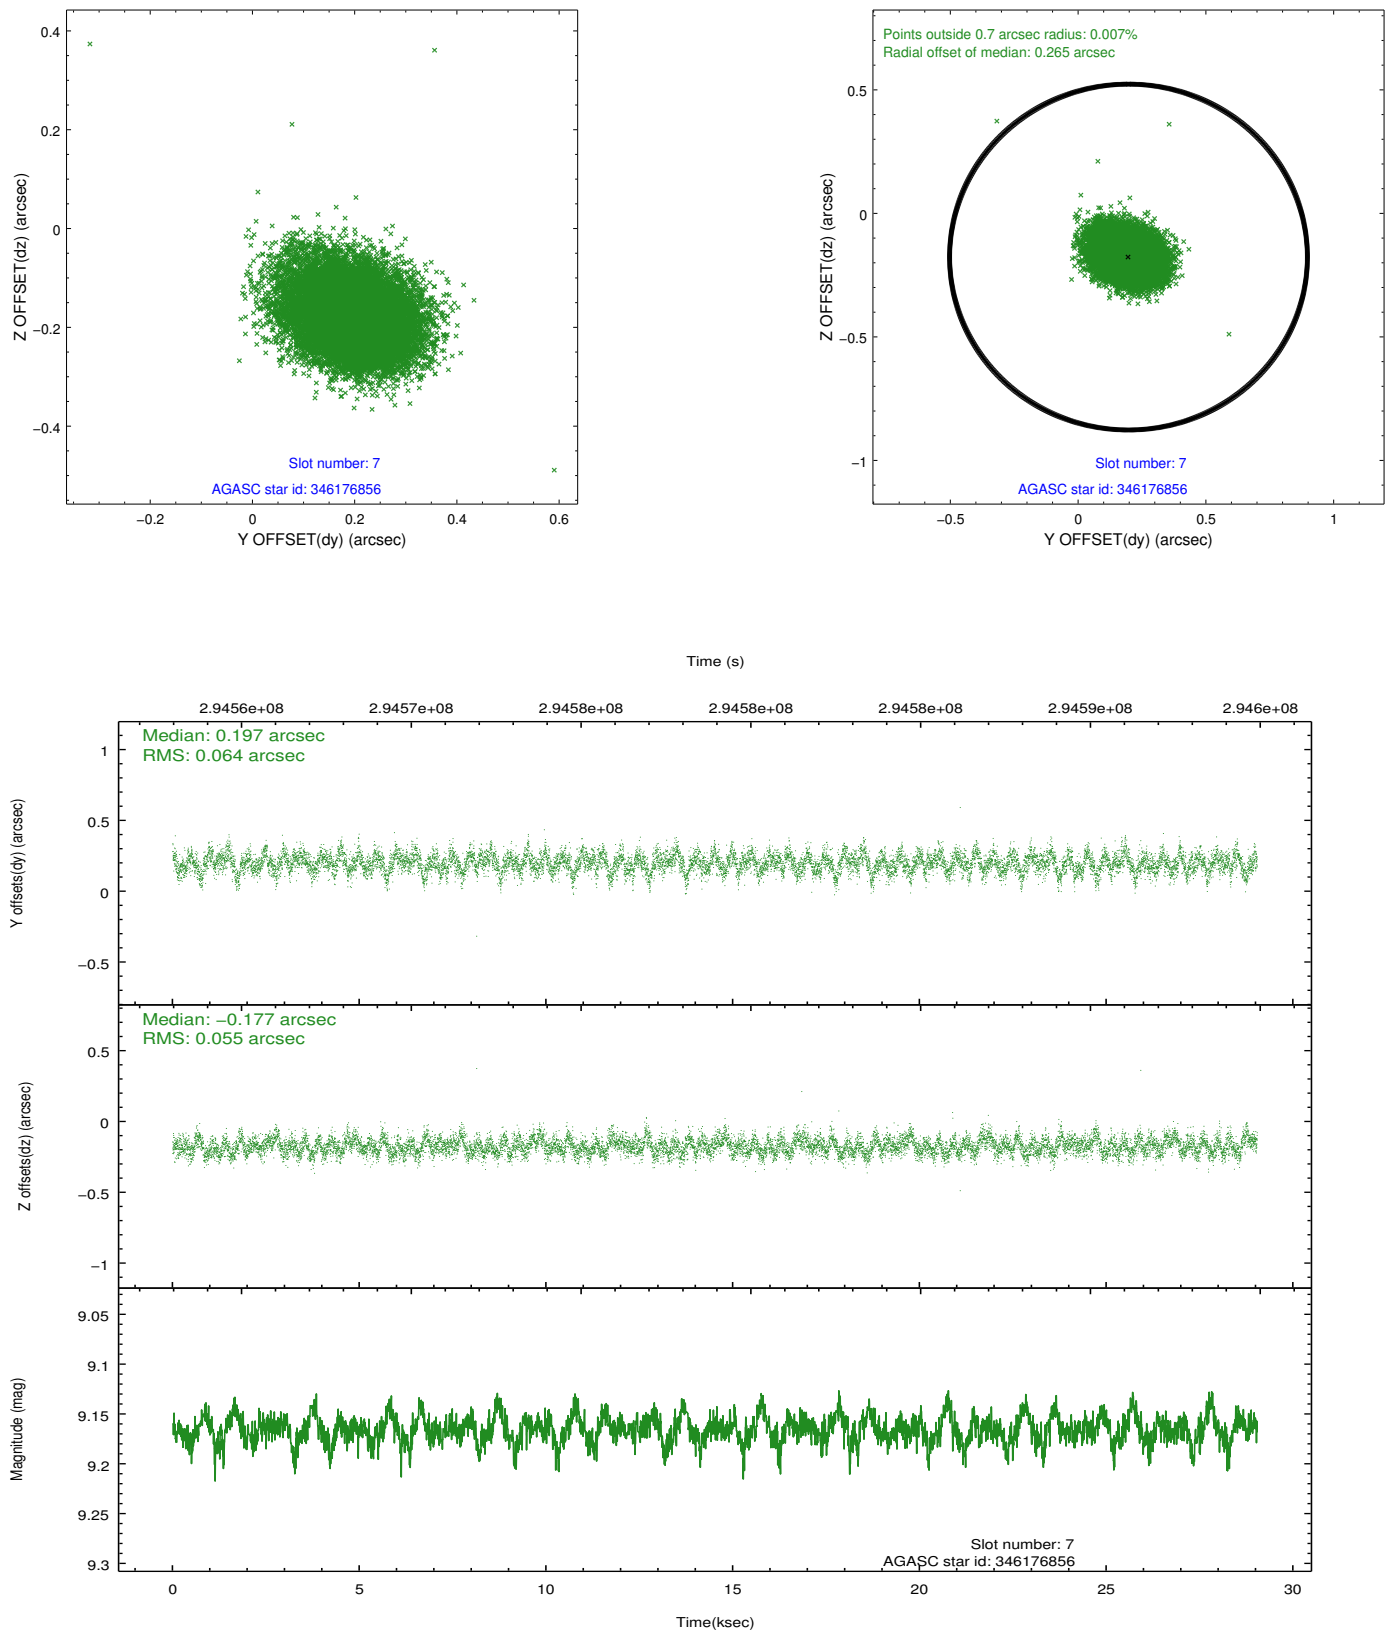 0.4
0.2
0
−0.2
−0.4
Z OFFSET(dz) (arcsec)
Slot number: 7
AGASC star id: 346176856
−0.2 0 0.2 0.4 0.6
Y OFFSET(dy) (arcsec)
Points outside 0.7 arcsec radius: 0.007%
Radial offset of median: 0.265 arcsec
0.5
0
−0.5
−1
Z OFFSET(dz) (arcsec)
Slot number: 7
AGASC star id: 346176856
−0.5 0 0.5 1
Y OFFSET(dy) (arcsec)
Time (s)
2.9456e+08 2.9457e+08 2.9458e+08 2.9458e+08 2.9458e+08 2.9459e+08 2.946e+08
Median: 0.197 arcsec
RMS: 0.064 arcsec
1
0.5
0
−0.5
Y offsets(dy) (arcsec)
Median: −0.177 arcsec
RMS: 0.055 arcsec
0.5
0
−0.5
−1
Z offsets(dz) (arcsec)
9.05
9.1
9.15
9.2
9.25
9.3
Magnitude (mag)
Slot number: 7
AGASC star id: 346176856
0 5 10 15 20 25 30
Time(ksec)